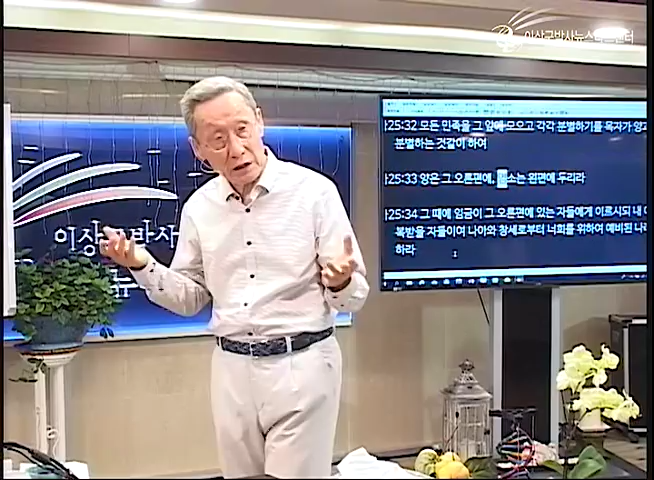 이상구박사뉴스타트센터
25:32 모든 민족을 그 앞에 모으고 각각 분별하기를 목자가 양과
분별하는 것같이 하여
25:33 양은 그 오른편에, 염소는 왼편에 두리라
25:34 그 때에 임금이 그 오른편에 있는 자들에게 이르시되 내
복받을 자들이여 나아와 창세로부터 너희를 위하여 예비된
하라
이상구박사